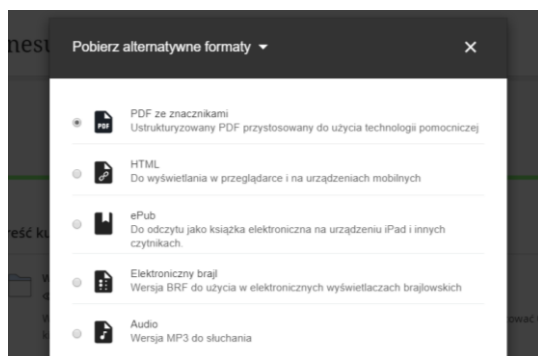 Pobierz alternatywne formaty
PDF ze znacznikami
Ustrukturyzowany PDF przystosowany do użycia technologii pomocniczej
HTML
Do wyświetlania w przeglądarce i na urządzeniach mobilnych
ePub
Do odczytu jako książka elektroniczna na urządzeniu iPad i innych
czytnikach.
Elektroniczny brajl
Wersja BRF do użycia w elektronicznych wyświetlaczach brajlowskich
Audio
Wersja MP3 do słuchania